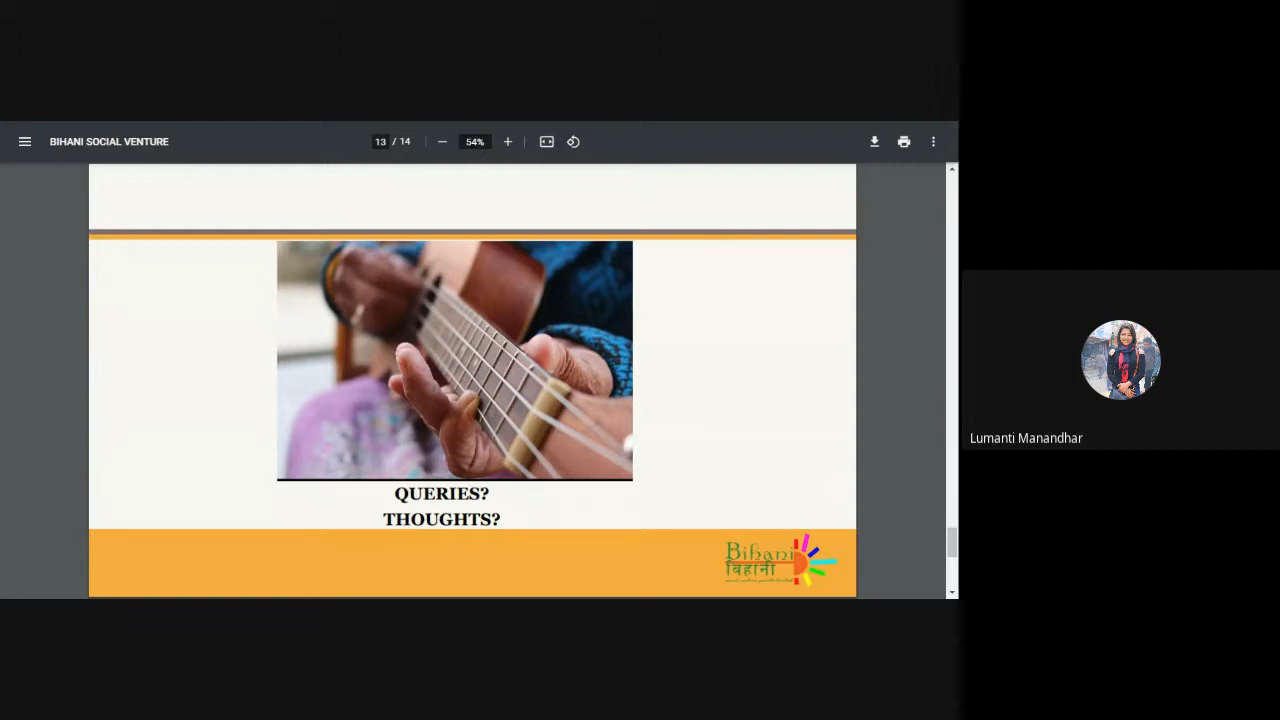 BIHANI SOCIAL VENTURE
13 / 14
54%
QUERIES?
THOUGHTS?
Bihani
बिहानी
Lumanti Manandhar